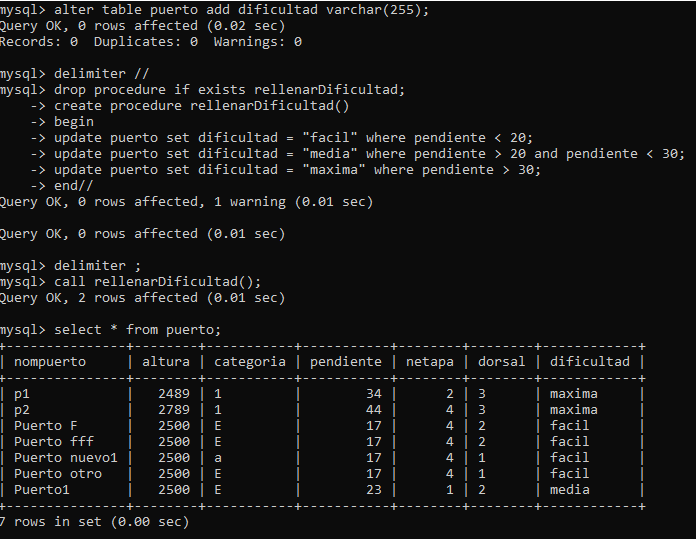 mysql> alter table puerto add dificultad varchar(255);
Query OK, 0 rows affected (0.02 sec)
Records: 0  Duplicates: 0  Warnings: 0

mysql> delimiter //
mysql> drop procedure if exists rellenarDificultad;
    -> create procedure rellenarDificultad()
    -> begin
    -> update puerto set dificultad = "facil" where pendiente < 20;
    -> update puerto set dificultad = "media" where pendiente > 20 and pendiente < 30;
    -> update puerto set dificultad = "maxima" where pendiente > 30;
    -> end//
Query OK, 0 rows affected, 1 warning (0.01 sec)

Query OK, 0 rows affected (0.01 sec)

mysql> delimiter ;
mysql> call rellenarDificultad();
Query OK, 2 rows affected (0.01 sec)

mysql> select * from puerto;
+---------------+--------+-----------+-----------+--------+--------+------------+
| nompuerto     | altura | categoria | pendiente | netapa | dorsal | dificultad |
+---------------+--------+-----------+-----------+--------+--------+------------+
| p1            |   2489 | 1         |        34 |      2 | 3      | maxima     |
| p2            |   2789 | 1         |        44 |      4 | 3      | maxima     |
| Puerto F      |   2500 | E         |        17 |      4 | 2      | facil      |
| Puerto fff    |   2500 | E         |        17 |      4 | 2      | facil      |
| Puerto nuevo1 |   2500 | a         |        17 |      4 | 1      | facil      |
| Puerto otro   |   2500 | E         |        17 |      4 | 1      | facil      |
| Puerto1       |   2500 | E         |        23 |      1 | 2      | media      |
+---------------+--------+-----------+-----------+--------+--------+------------+
7 rows in set (0.00 sec)